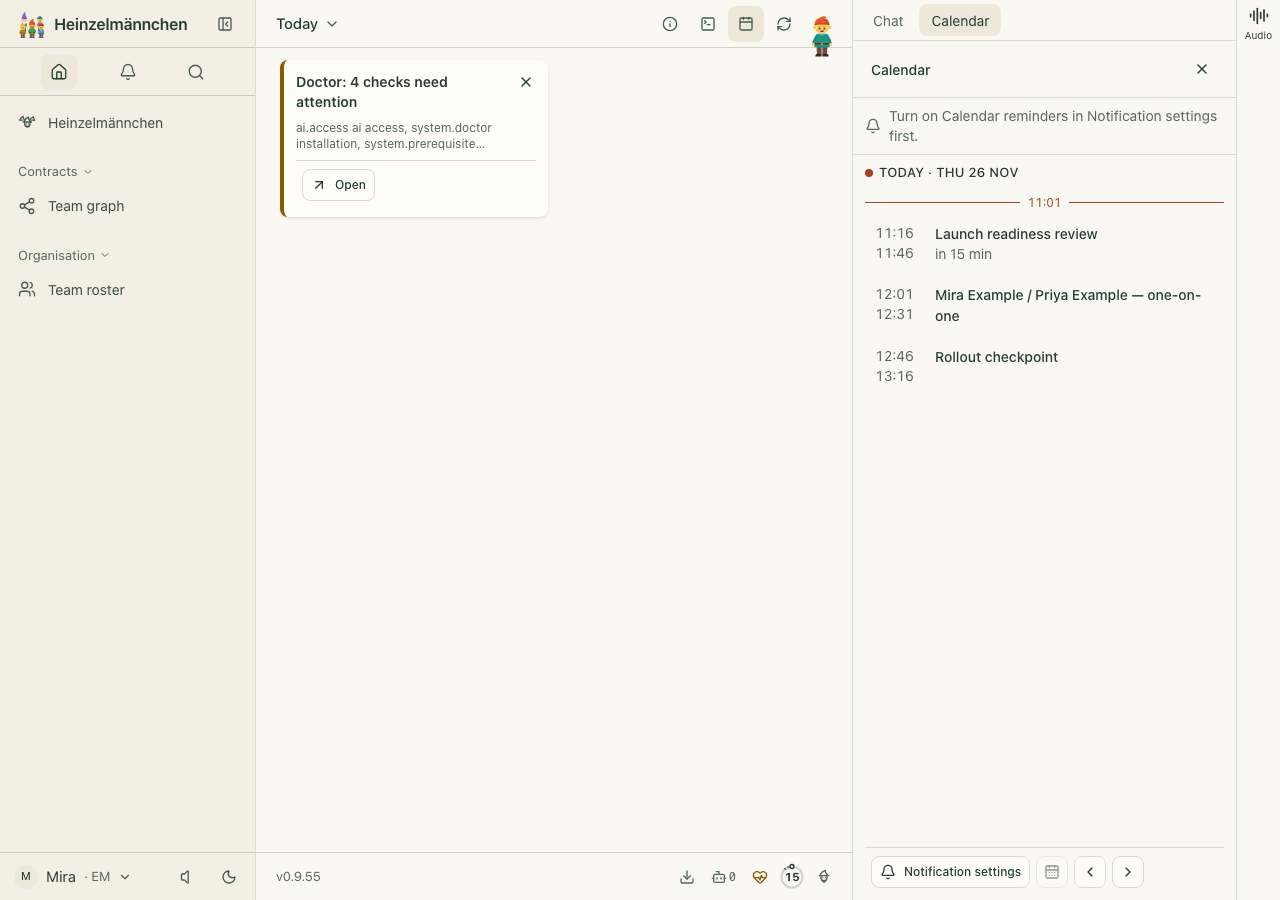 Heinzelmännchen
Heinzelmännchen
Contracts
Team graph
Organisation
Team roster
M Mira · EM
Today
Doctor: 4 checks need
attention
ai.access ai access, system.doctor
installation, system.prerequisite...
Open
v0.9.55
0
15
Chat Calendar
Calendar
Turn on Calendar reminders in Notification settings
first.
TODAY · THU 26 NOV
11:01
11:16 Launch readiness review
11:46 in 15 min
12:01 Mira Example / Priya Example — one-on-
12:31 one
12:46 Rollout checkpoint
13:16
Notification settings
Audio